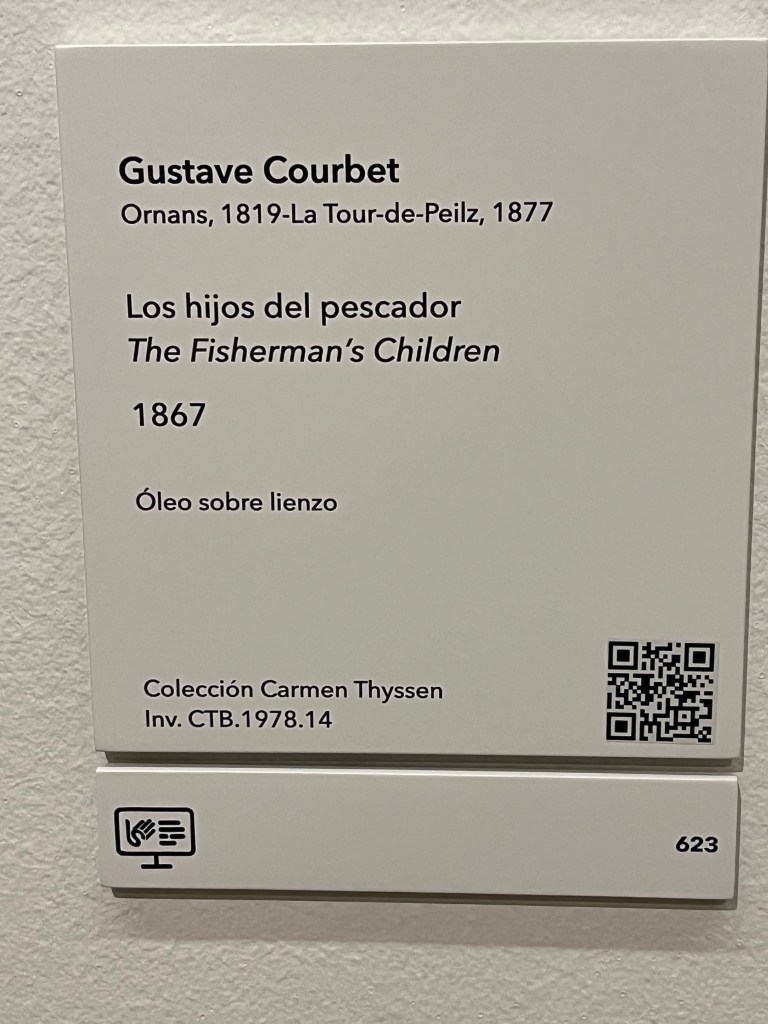 Gustave Courbet
Ornans, 1819-La Tour-de-Peilz, 1877
Los hijos del pescador
The Fisherman's Children
1867
Óleo sobre lienzo
Colección Carmen Thyssen
Inv. CTB.1978.14
623